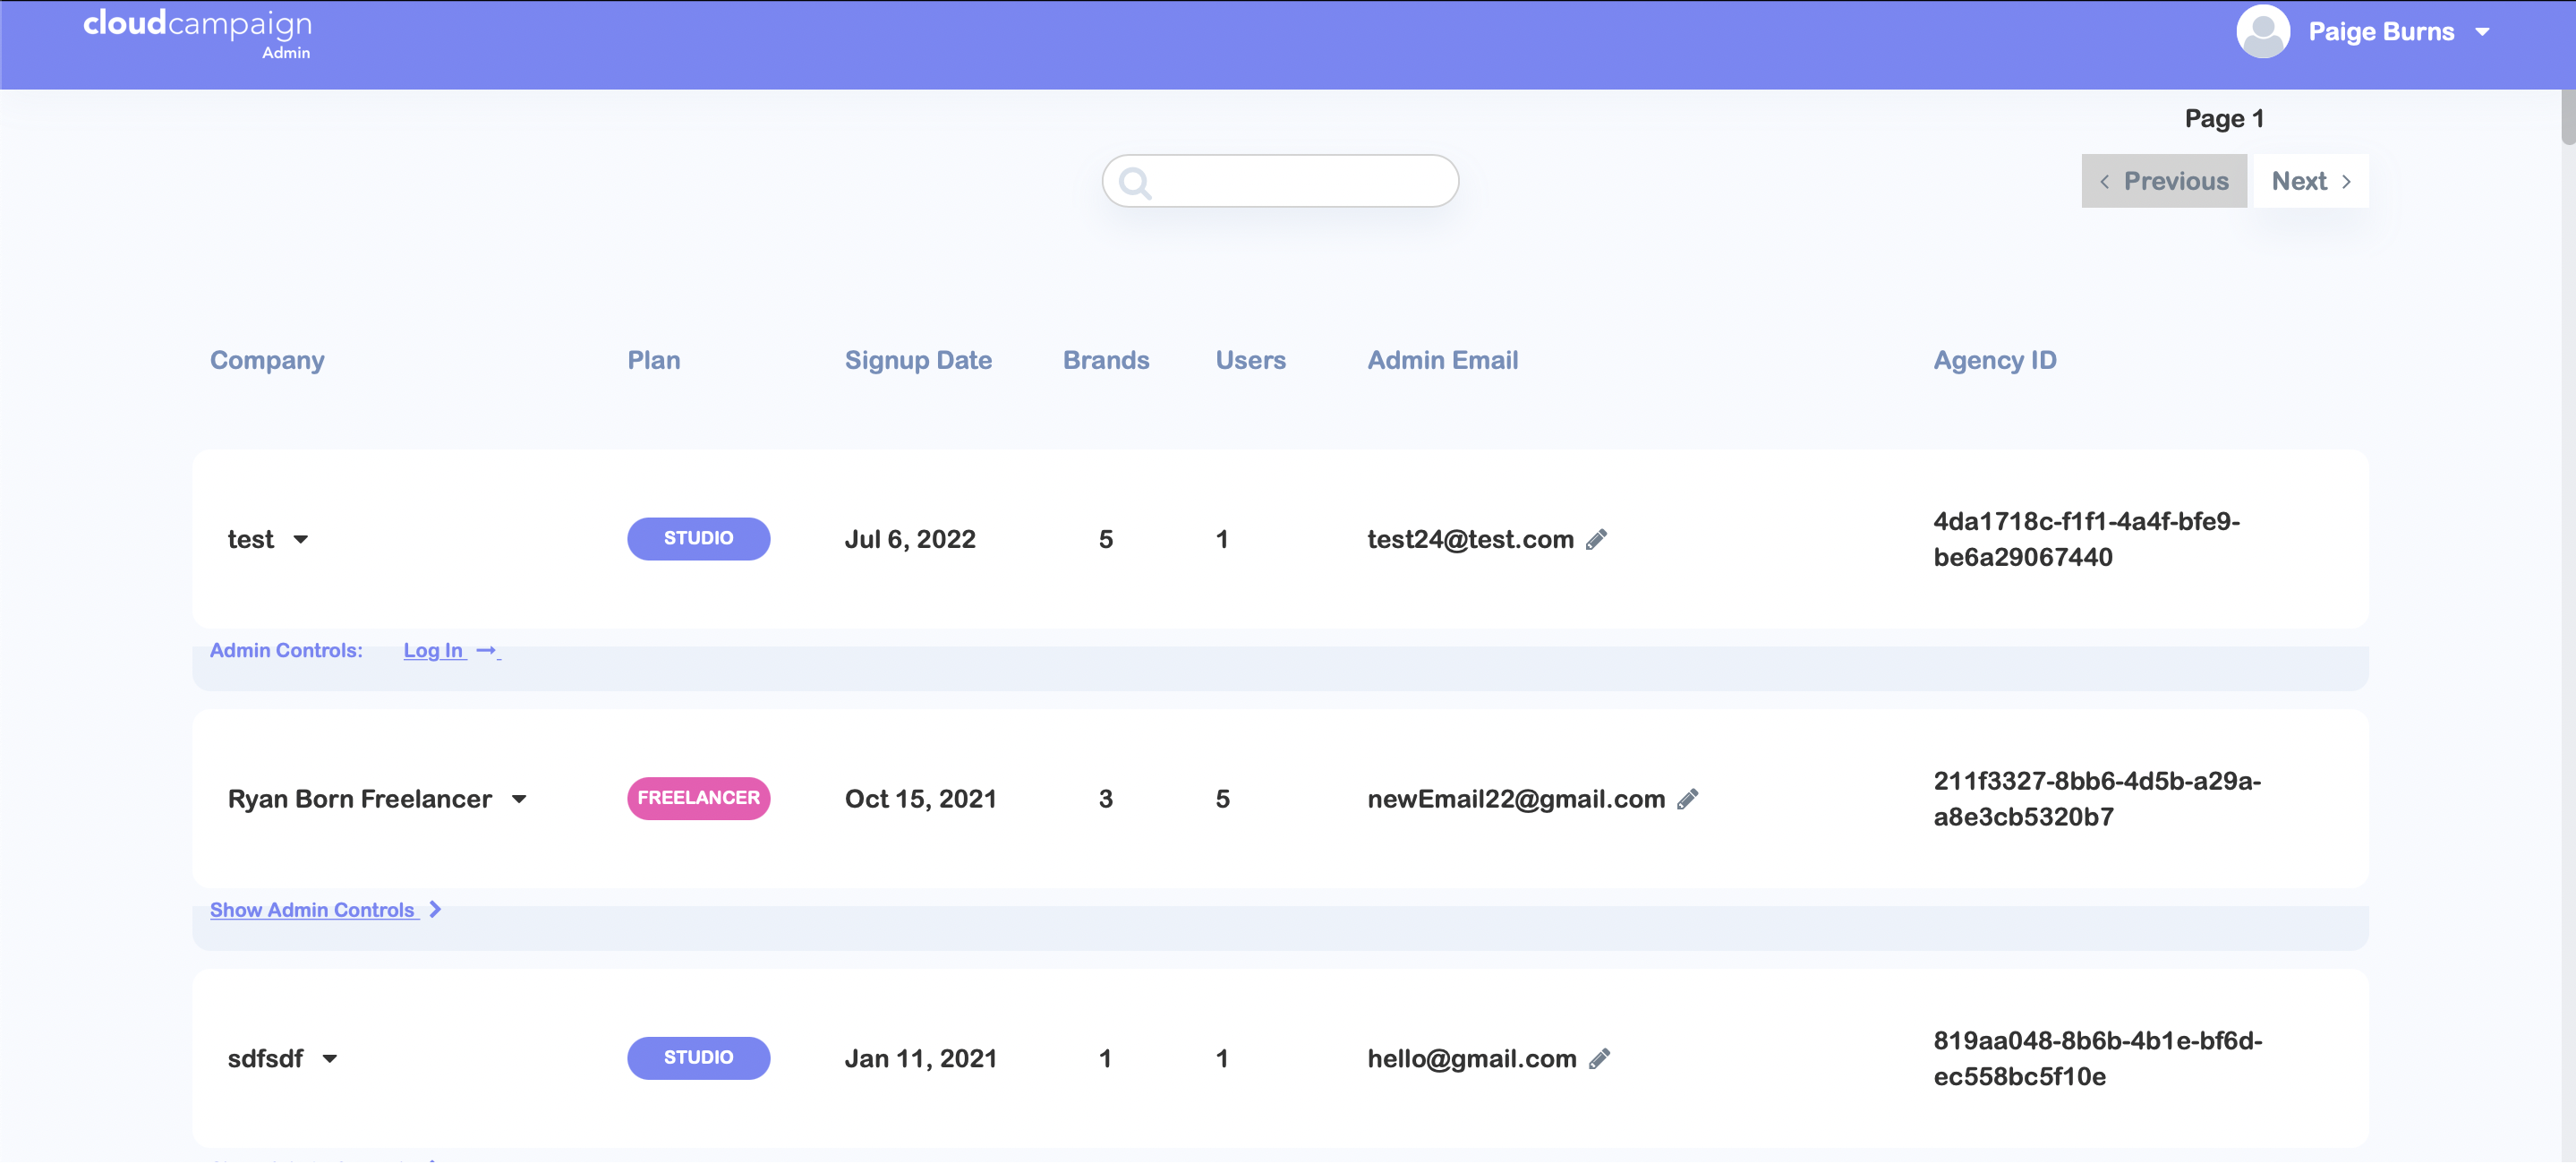 cloudcampaign
Admin
Paige Burns
Page 1
Previous
Next
Company Plan Signup Date Brands Users Admin Email Agency ID
test STUDIO Jul 6, 2022 5 1 test24@test.com 4da1718c-f1f1-4a4f-bfe9-
be6a29067440
Admin Controls: Log In →
Ryan Born Freelancer FREELANCER Oct 15, 2021 3 5 newEmail22@gmail.com 211f3327-8bb6-4d5b-a29a-
a8e3cb5320b7
Show Admin Controls
sdfsdf STUDIO Jan 11, 2021 1 1 hello@gmail.com 819aa048-8b6b-4b1e-bf6d-
ec558bc5f10e